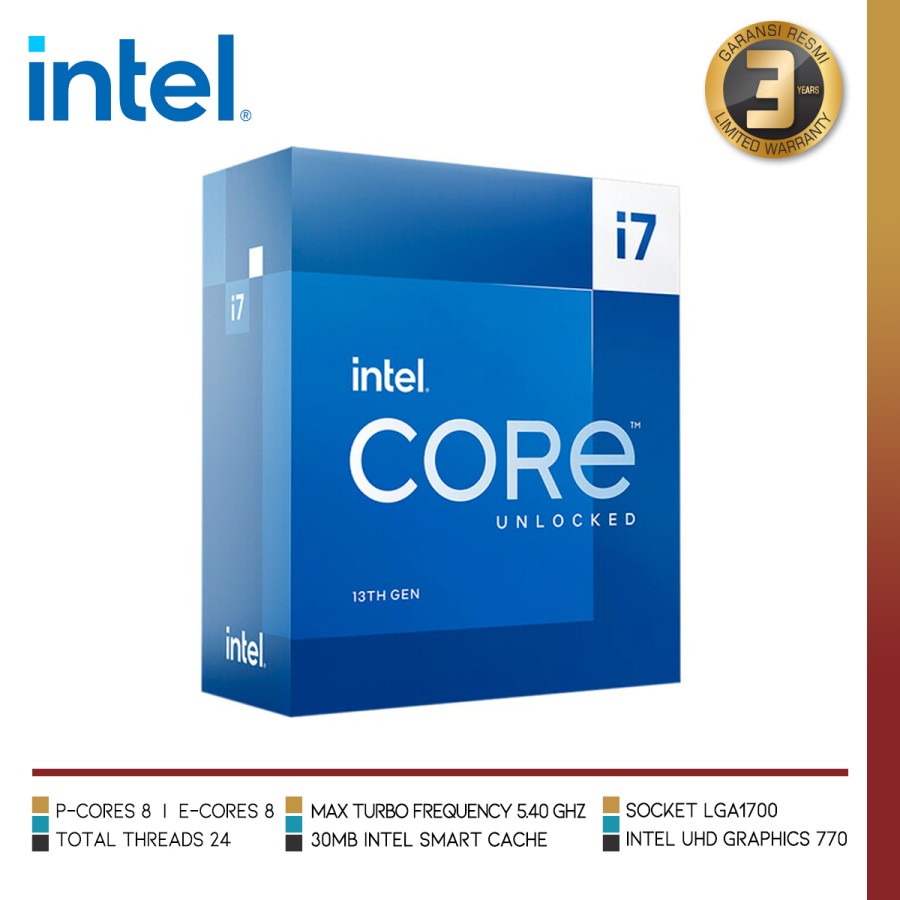 intel®
GARANSI RESMI
3 YEARS
LIMITED WARRANTY
i7
i7
intel.
CORE™
UNLOCKED
13TH GEN
intel.
P-CORES 8 | E-CORES 8
TOTAL THREADS 24
MAX TURBO FREQUENCY 5.40 GHZ
30MB INTEL SMART CACHE
SOCKET LGA1700
INTEL UHD GRAPHICS 770